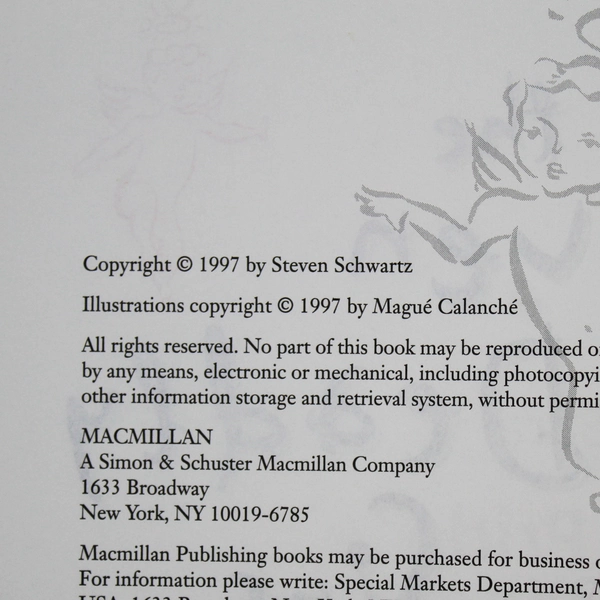 Copyright © 1997 by Steven Schwartz
Illustrations copyright © 1997 by Magué Calanché
All rights reserved. No part of this book may be reproduced
by any means, electronic or mechanical, including
other information storage and retrieval system, without
MACMILLAN
A Simon & Schuster Macmillan Company
1633 Broadway
New York, NY 10019-6785
Macmillan Publishing books may be purchased for business
For information please write: Special Markets Department,